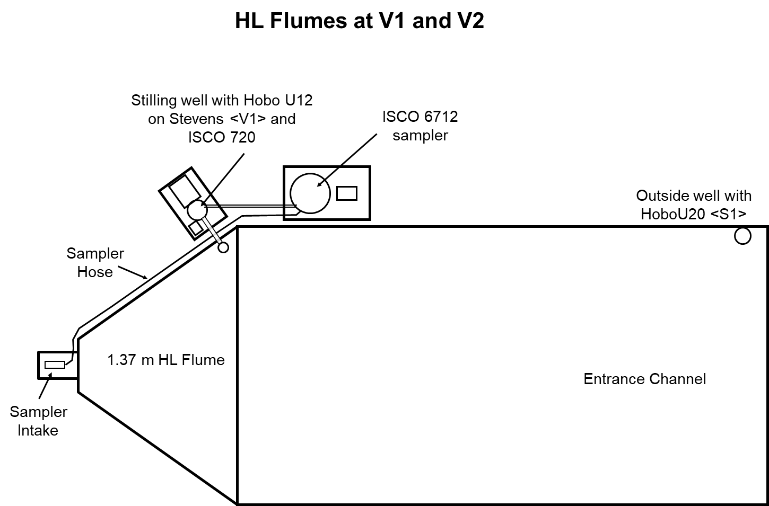 HL Flumes at V1 and V2
Stilling well with Hobo U12
on Stevens <V1> and
ISCO 720
ISCO 6712
sampler
Outside well with
HoboU20 <S1>
Sampler
Hose
1.37 m HL Flume
Entrance Channel
Sampler
Intake